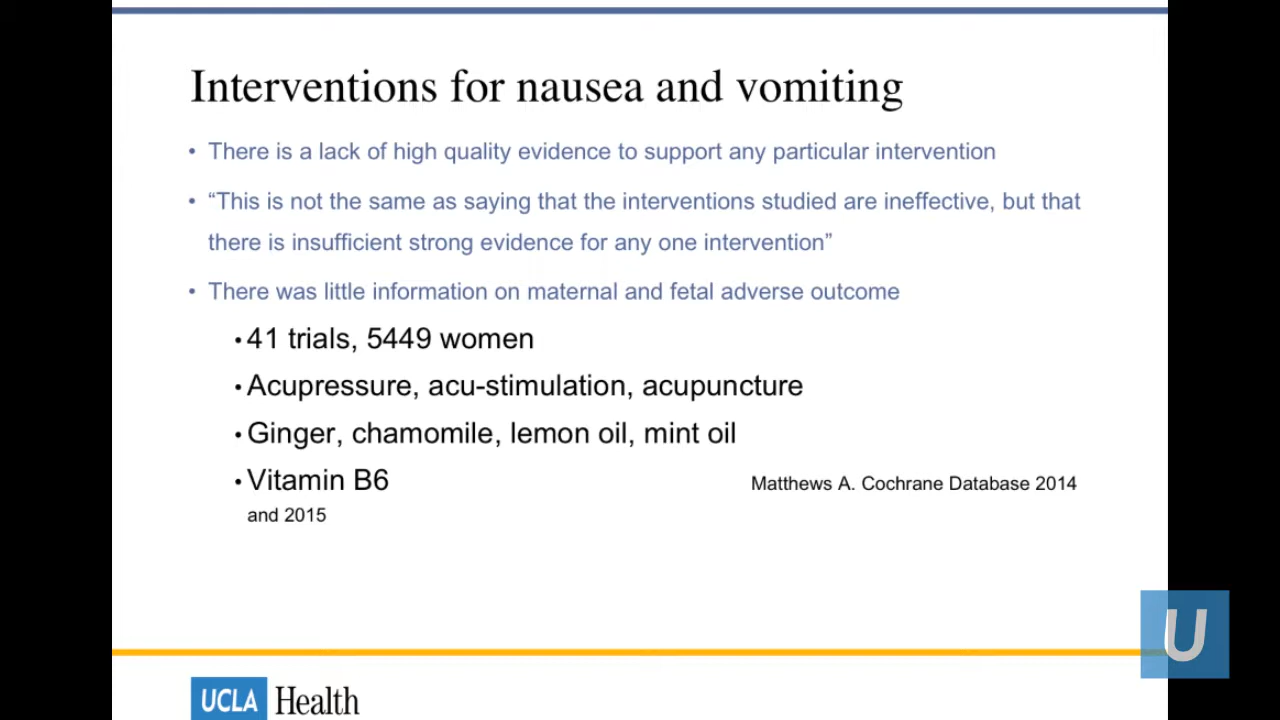 Interventions for nausea and vomiting
• There is a lack of high quality evidence to support any particular intervention
• “This is not the same as saying that the interventions studied are ineffective, but that
there is insufficient strong evidence for any one intervention”
• There was little information on maternal and fetal adverse outcome
• 41 trials, 5449 women
• Acupressure, acu-stimulation, acupuncture
• Ginger, chamomile, lemon oil, mint oil
• Vitamin B6 Matthews A. Cochrane Database 2014
and 2015
U
UCLA Health